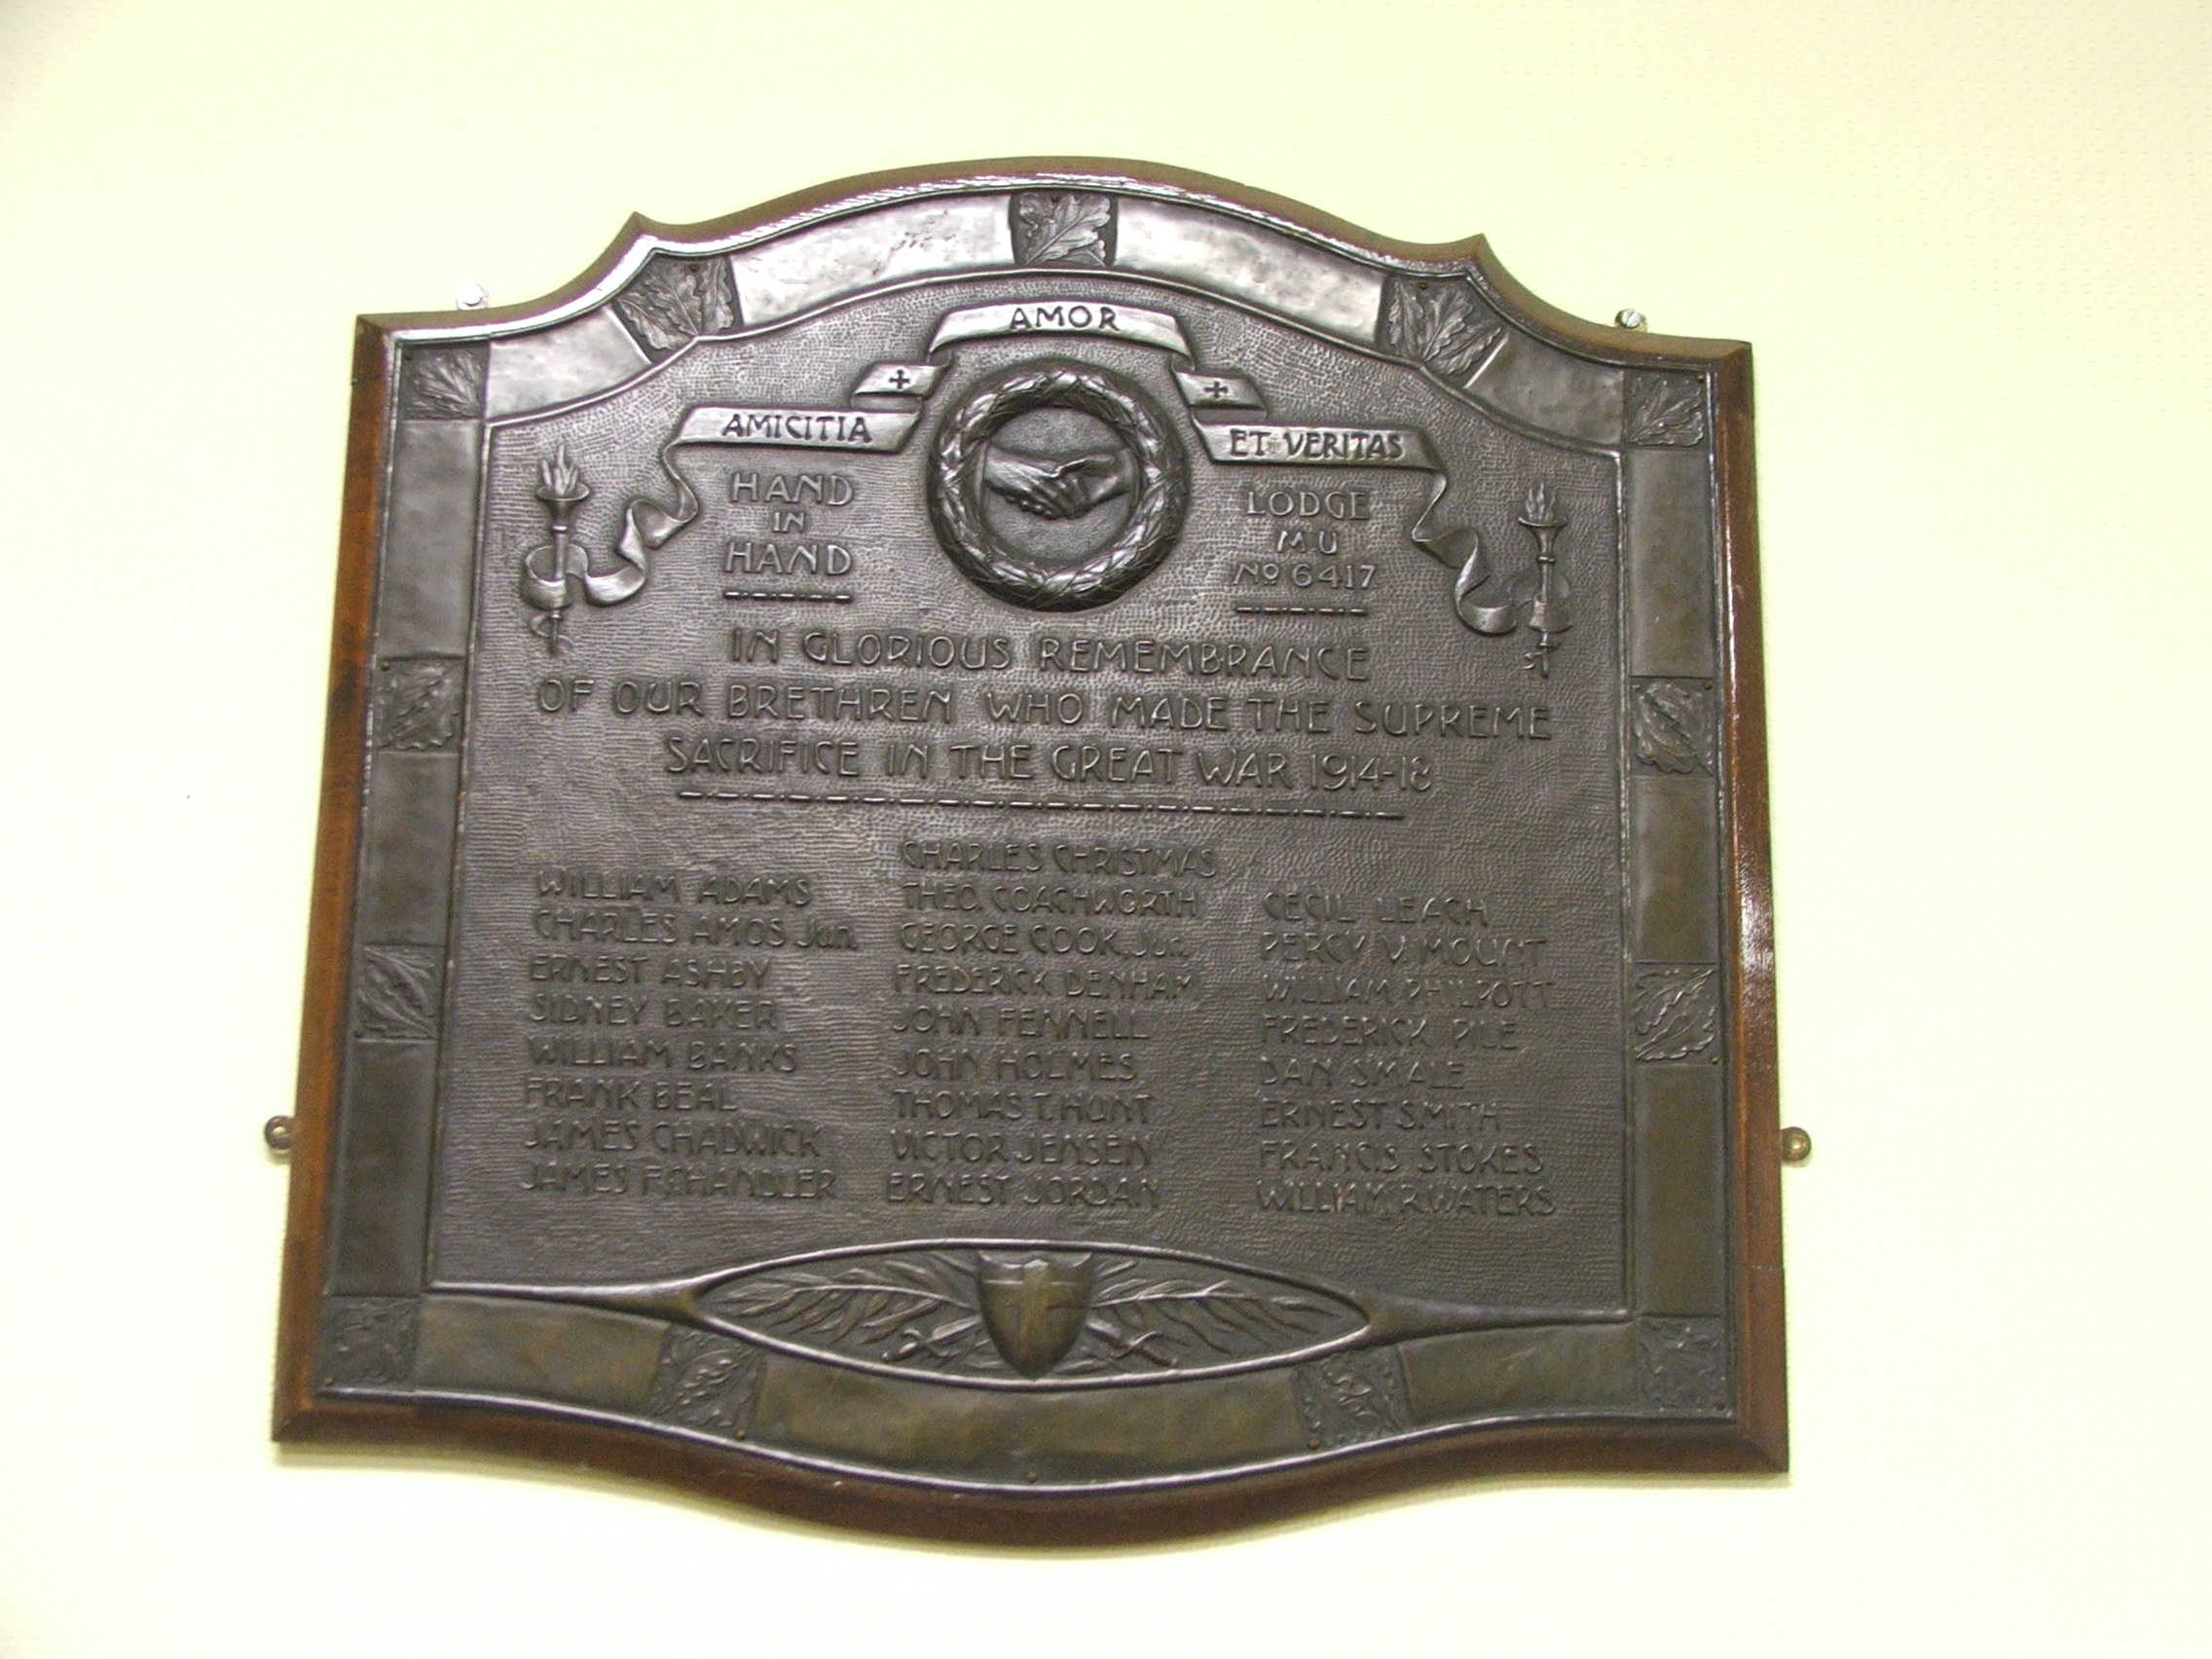 AMOR
AMICITIA
ET VERITAS
HAND
IN
HAND
LODGE
MU
No 6417
IN GLORIOUS REMEMBRANCE
OF OUR BRETHREN WHO MADE THE SUPREME
SACRIFICE IN THE GREAT WAR 1914-18
WILLIAM ADAMS
CHARLES AMOS Jun.
ERNEST ASHBY
SIDNEY BAKER
WILLIAM BANKS
FRANK BEAL
JAMES CHADWICK
JAMES F. CHANDLER
CHARLES CHRISTMAS
THEO. COACHWORTH
GEORGE COOK, Jun.
FREDERICK DENHAM
JOHN FENNELL
JOHN HOLMES
THOMAS T. HUNT
VICTOR JENSEN
ERNEST JORDAN
CECIL LEACH
PERCY V. MOUNT
WILLIAM PHILPOTT
FREDERICK PILE
DAN SMALE
ERNEST SMITH
FRANCIS STOKES
WILLIAM R. WATERS